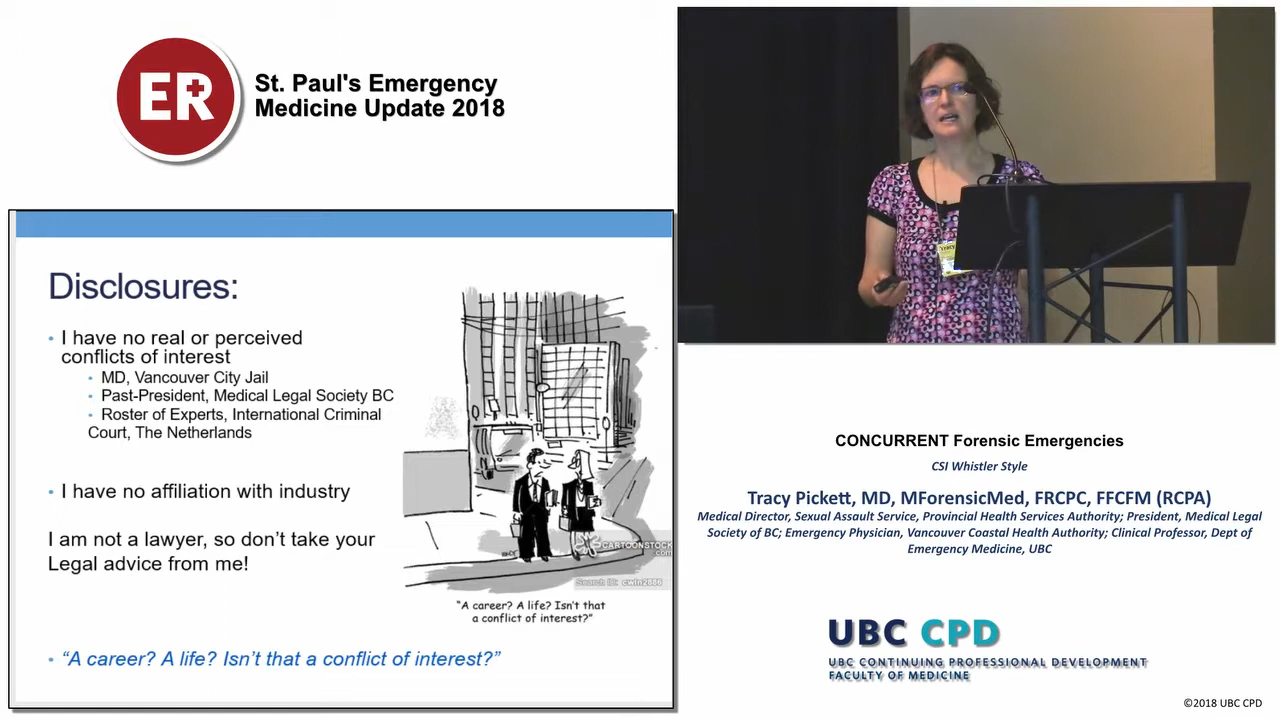 ER
St. Paul's Emergency
Medicine Update 2018
Disclosures:
• I have no real or perceived
conflicts of interest
• MD, Vancouver City Jail
• Past-President, Medical Legal Society BC
• Roster of Experts, International Criminal
Court, The Netherlands
• I have no affiliation with industry
I am not a lawyer, so don't take your
Legal advice from me!
CARTOONSTOCK
.com
Search ID: cwln2886
"A career? A life? Isn't that
a conflict of interest?"
• "A career? A life? Isn't that a conflict of interest?"
Tracy
CONCURRENT Forensic Emergencies
CSI Whistler Style
Tracy Pickett, MD, MForensicMed, FRCPC, FFCFM (RCPA)
Medical Director, Sexual Assault Service, Provincial Health Services Authority; President, Medical Legal
Society of BC; Emergency Physician, Vancouver Coastal Health Authority; Clinical Professor, Dept of
Emergency Medicine, UBC
UBC CPD
UBC CONTINUING PROFESSIONAL DEVELOPMENT
FACULTY OF MEDICINE
©2018 UBC CPD